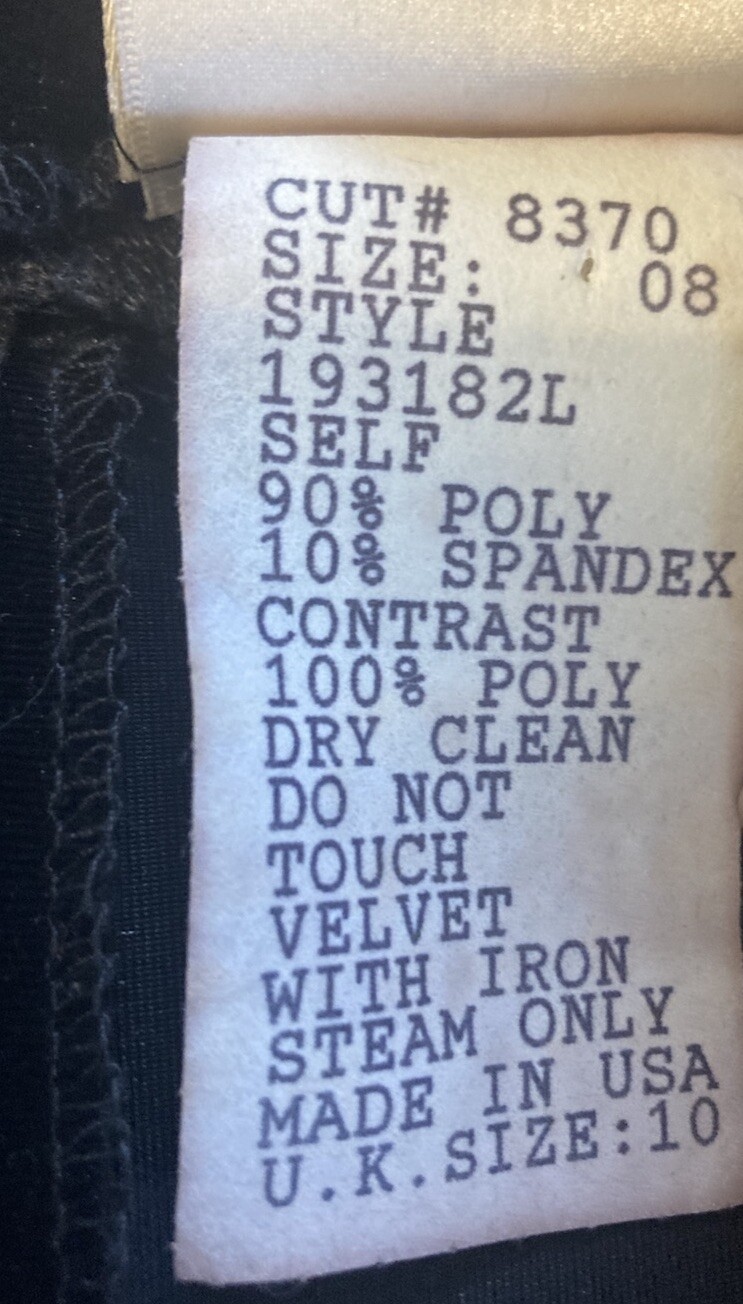 CUT# 8370
SIZE: 08
STYLE
193182L
SELF
90% POLY
10% SPANDEX
CONTRAST
100% POLY
DRY CLEAN
DO NOT
TOUCH
VELVET
WITH IRON
STEAM ONLY
MADE IN USA
U.K.SIZE:10